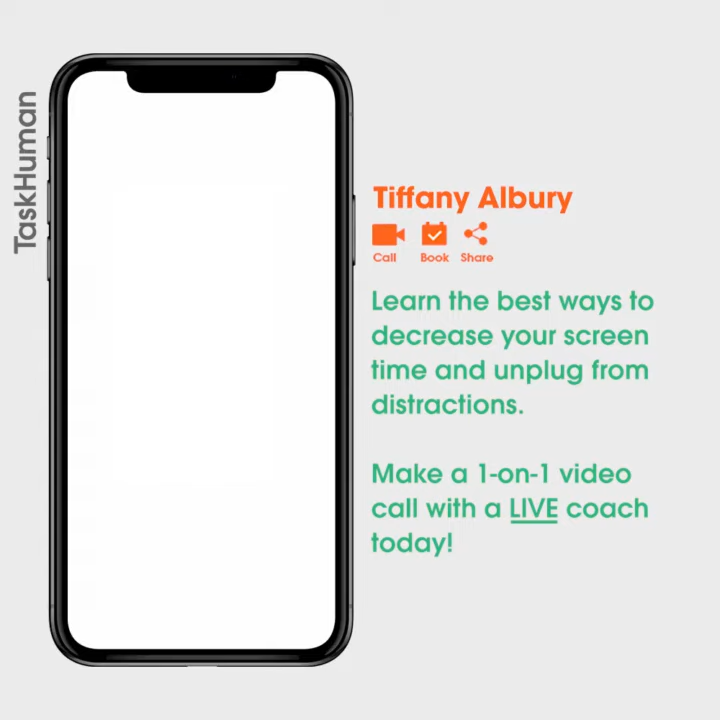 TaskHuman
Tiffany Albury
Call Book Share
Learn the best ways to
decrease your screen
time and unplug from
distractions.
Make a 1-on-1 video
call with a LIVE coach
today!